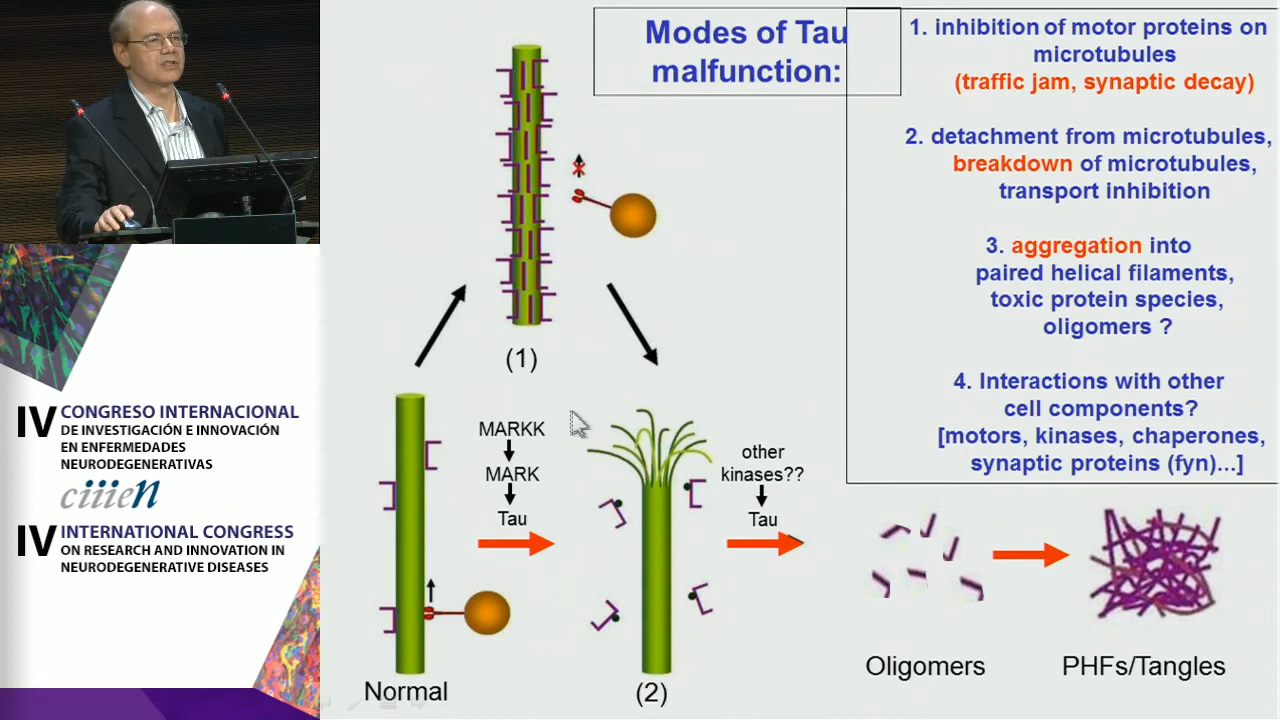 Modes of Tau
malfunction:
1. inhibition of motor proteins on
microtubules
(traffic jam, synaptic decay)
2. detachment from microtubules,
breakdown of microtubules,
transport inhibition
3. aggregation into
paired helical filaments,
toxic protein species,
oligomers ?
4. Interactions with other
cell components?
[motors, kinases, chaperones,
synaptic proteins (fyn)...]
(1)
MARKK
MARK
Tau
other
kinases??
Tau
Normal
(2)
Oligomers
PHFs/Tangles
IV CONGRESO INTERNACIONAL
DE INVESTIGACIÓN E INNOVACIÓN
EN ENFERMEDADES
NEURODEGENERATIVAS
ciiien
IV INTERNATIONAL CONGRESS
ON RESEARCH AND INNOVATION IN
NEURODEGENERATIVE DISEASES